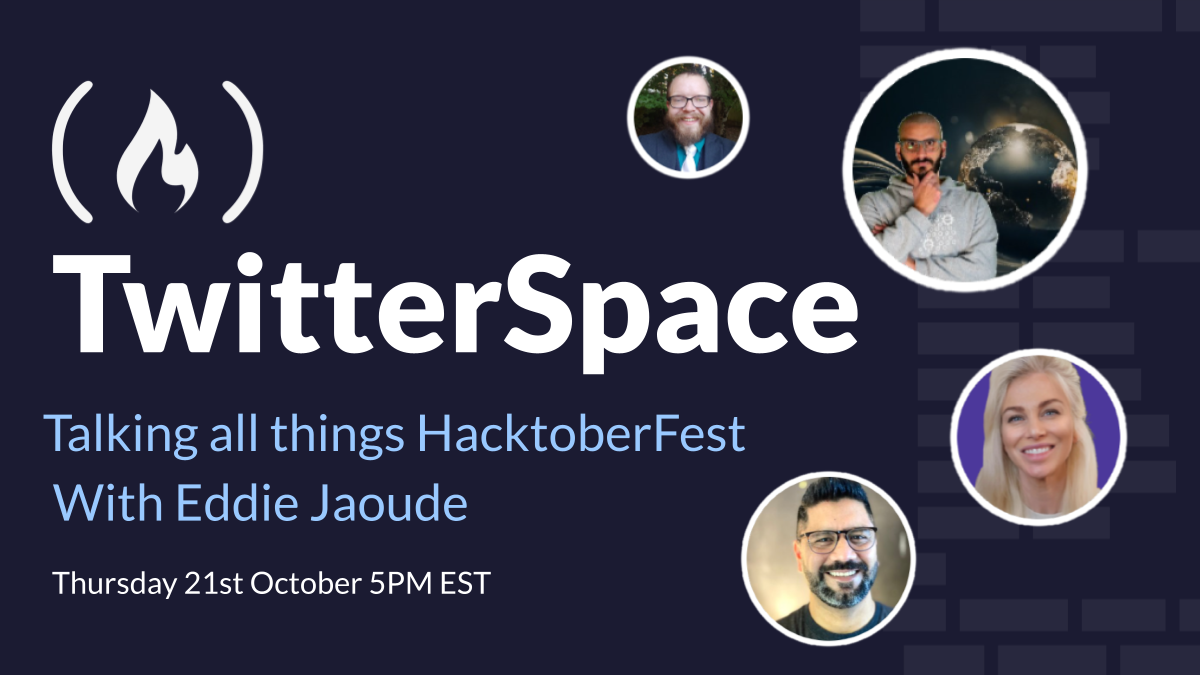 TwitterSpace
Talking all things HacktoberFest
With Eddie Jaoude
Thursday 21st October 5PM EST